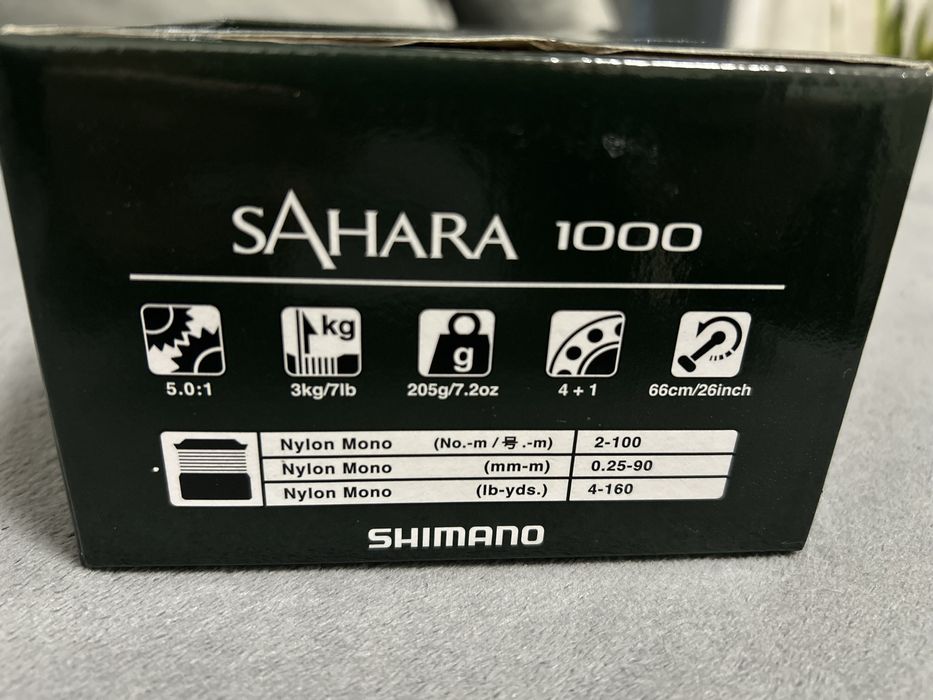 SAHARA 1000
kg
g
5.0:1 3kg/7lb 205g/7.2oz 4+1 66cm/26inch
Nylon Mono (No.-m / 号.-m) 2-100
Nylon Mono (mm-m) 0.25-90
Nylon Mono (lb-yds.) 4-160
SHIMANO